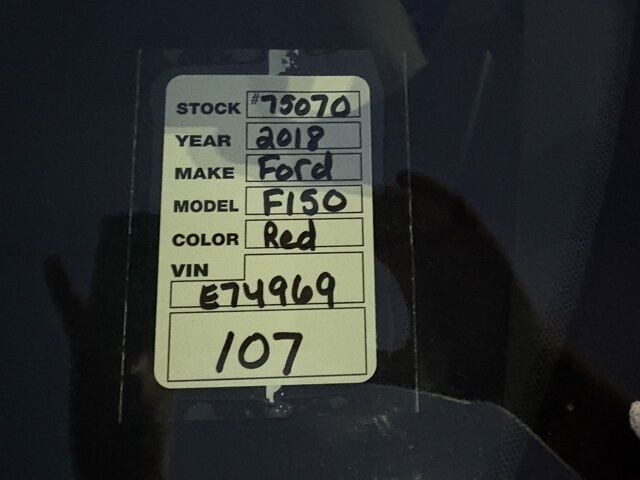 STOCK #75070
YEAR 2018
MAKE Ford
MODEL F150
COLOR Red
VIN
E74969
107